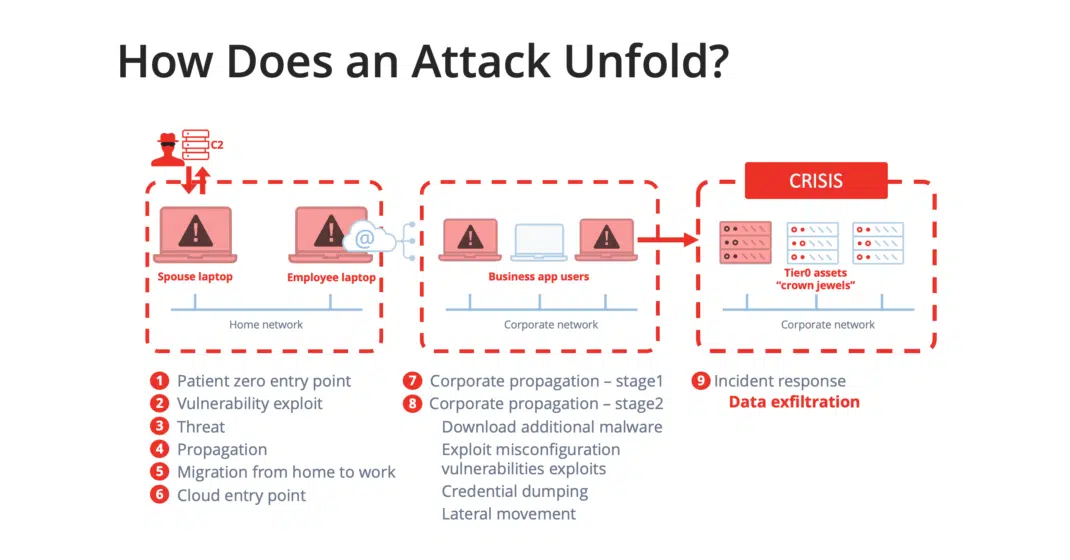 How Does an Attack Unfold?
C2
CRISIS
@
Spouse laptop
Employee laptop
Business app users
Tier0 assets
“crown jewels”
Home network
Corporate network
Corporate network
1 Patient zero entry point
2 Vulnerability exploit
3 Threat
4 Propagation
5 Migration from home to work
6 Cloud entry point
7 Corporate propagation – stage1
8 Corporate propagation – stage2
Download additional malware
Exploit misconfiguration
vulnerabilities exploits
Credential dumping
Lateral movement
9 Incident response
Data exfiltration